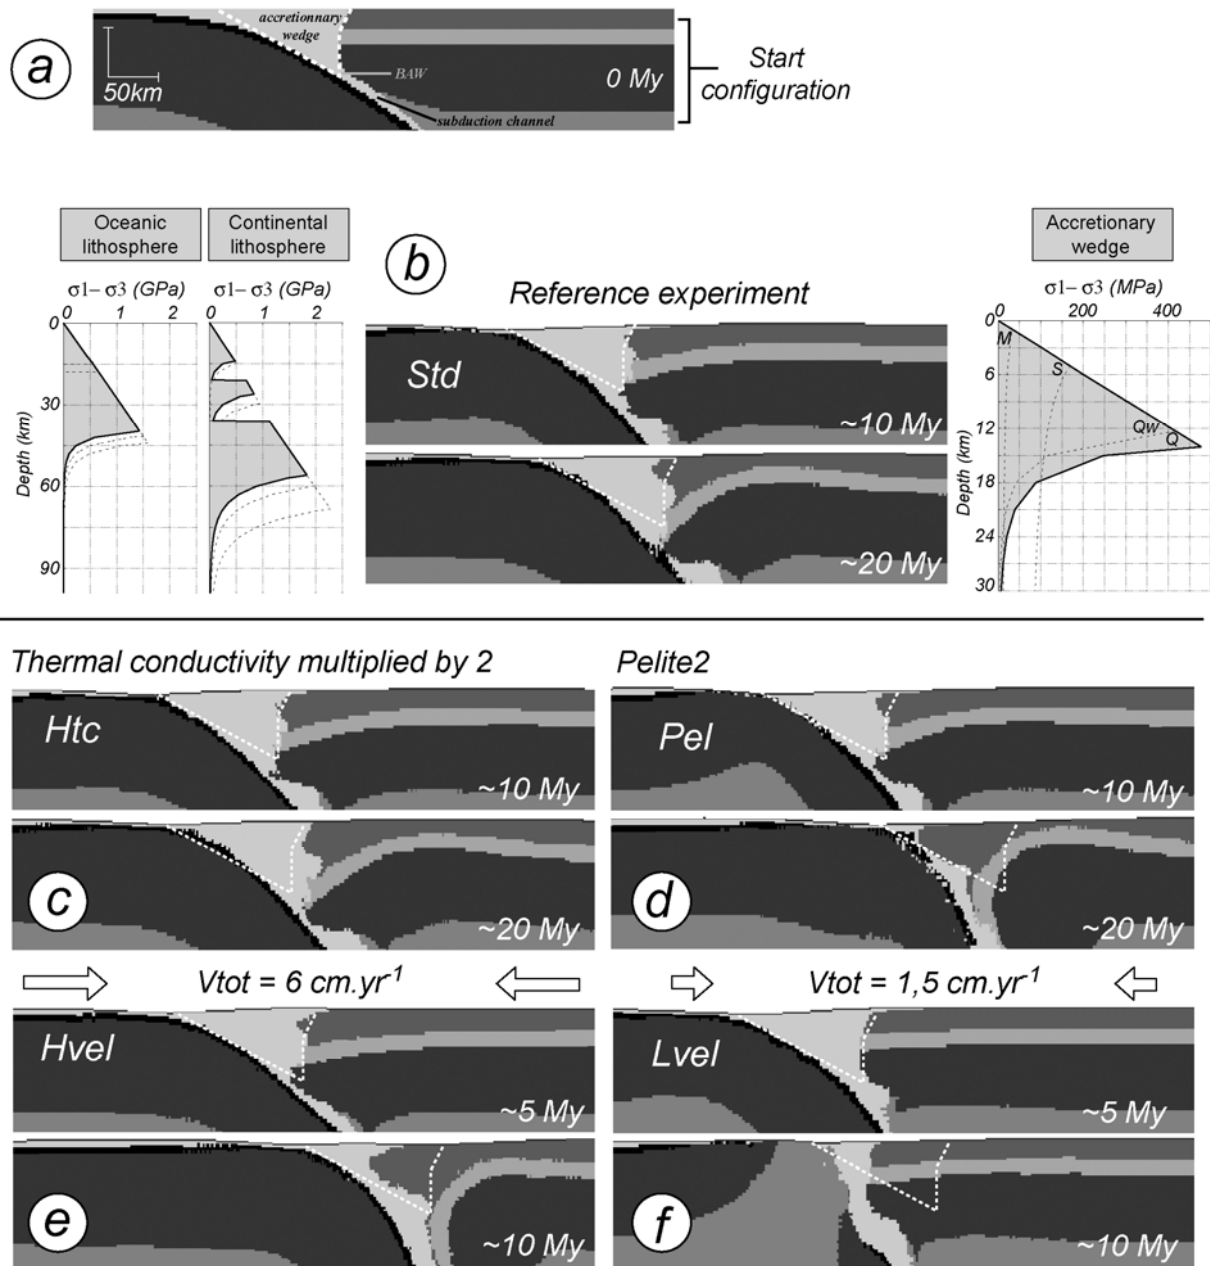 a
accretionnary
wedge
BAW
50km
subduction channel
0 My
Start
configuration
Oceanic
lithosphere
Continental
lithosphere
σ1– σ3 (GPa)
σ1– σ3 (GPa)
0 1 2
0 1 2
0
30
60
90
Depth (km)
b
Reference experiment
Std
~10 My
~20 My
Accretionary
wedge
σ1– σ3 (MPa)
0 200 400
0
6
12
18
24
30
Depth (km)
M
S
Qw
Q
Thermal conductivity multiplied by 2
Htc
~10 My
c
~20 My
Pelite2
Pel
~10 My
d
~20 My
Vtot = 6 cm.yr-1
Hvel
~5 My
e
~10 My
Vtot = 1,5 cm.yr-1
Lvel
~5 My
f
~10 My